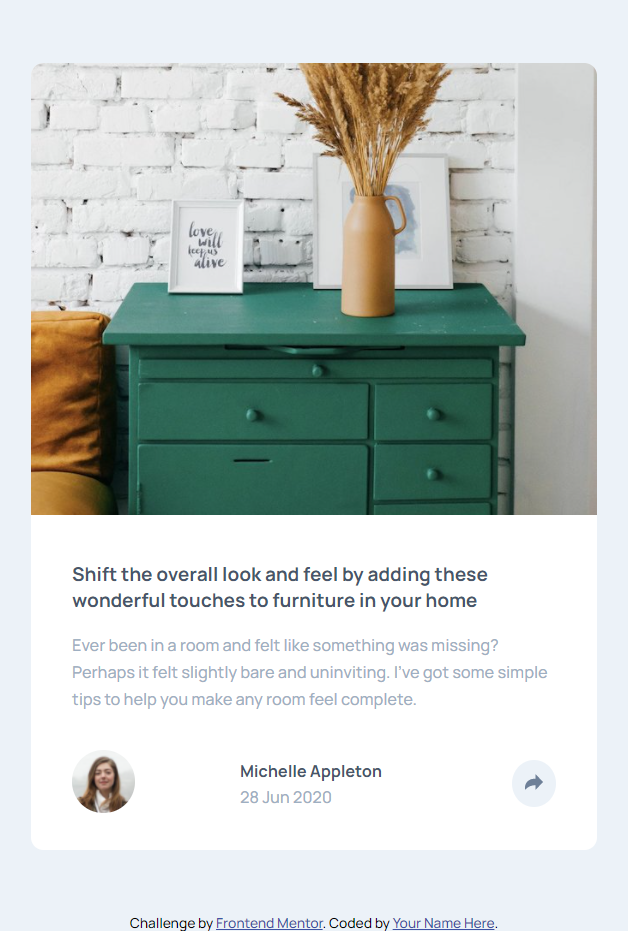 love
will
keep us
alive
Shift the overall look and feel by adding these
wonderful touches to furniture in your home
Ever been in a room and felt like something was missing?
Perhaps it felt slightly bare and uninviting. I've got some simple
tips to help you make any room feel complete.
Michelle Appleton
28 Jun 2020
Challenge by Frontend Mentor. Coded by Your Name Here.